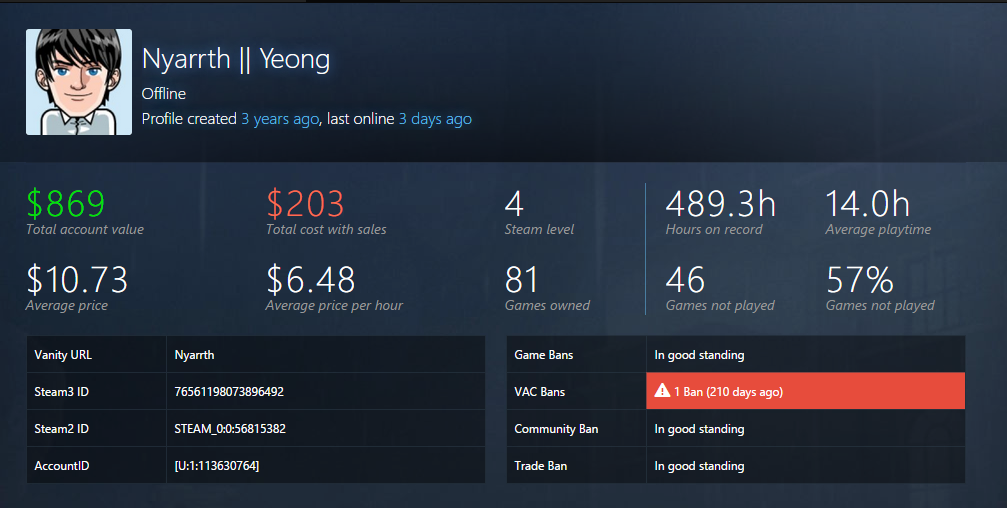 Nyarrth || Yeong
Offline
Profile created 3 years ago, last online 3 days ago
$869 $203 4 489.3h 14.0h
Total account value Total cost with sales Steam level Hours on record Average playtime
$10.73 $6.48 81 46 57%
Average price Average price per hour Games owned Games not played Games not played
Vanity URL Nyarrth Game Bans In good standing
Steam3 ID 76561198073896492 VAC Bans 1 Ban (210 days ago)
Steam2 ID STEAM_0:0:56815382 Community Ban In good standing
AccountID [U:1:113630764] Trade Ban In good standing